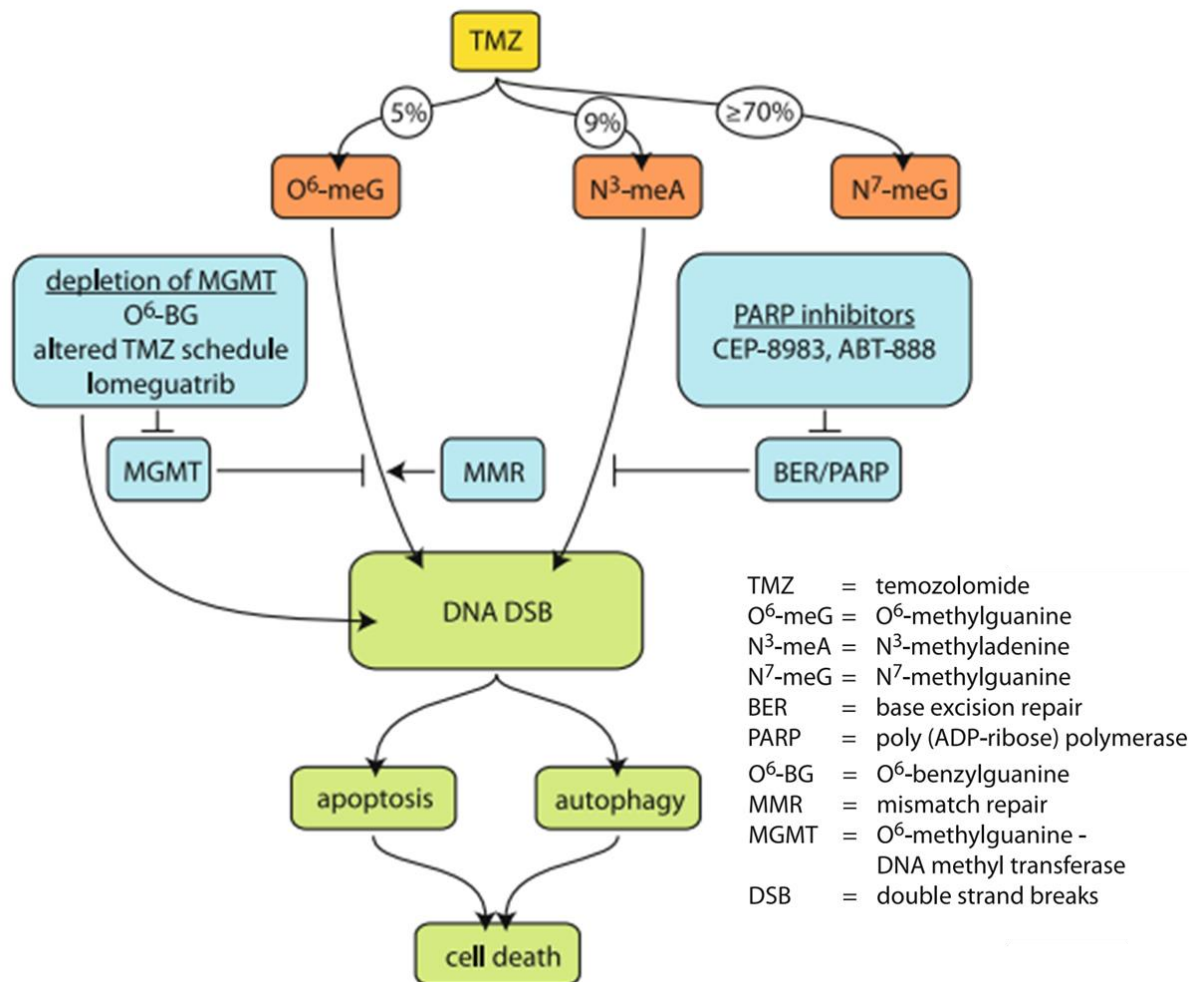 TMZ
5%
9%
≥70%
O⁶-meG
N³-meA
N⁷-meG
depletion of MGMT
O⁶-BG
altered TMZ schedule
lomeguatrib
PARP inhibitors
CEP-8983, ABT-888
MGMT
MMR
BER/PARP
DNA DSB
apoptosis
autophagy
cell death
TMZ = temozolomide
O⁶-meG = O⁶-methylguanine
N³-meA = N³-methyladenine
N⁷-meG = N⁷-methylguanine
BER = base excision repair
PARP = poly (ADP-ribose) polymerase
O⁶-BG = O⁶-benzylguanine
MMR = mismatch repair
MGMT = O⁶-methylguanine -
DNA methyl transferase
DSB = double strand breaks